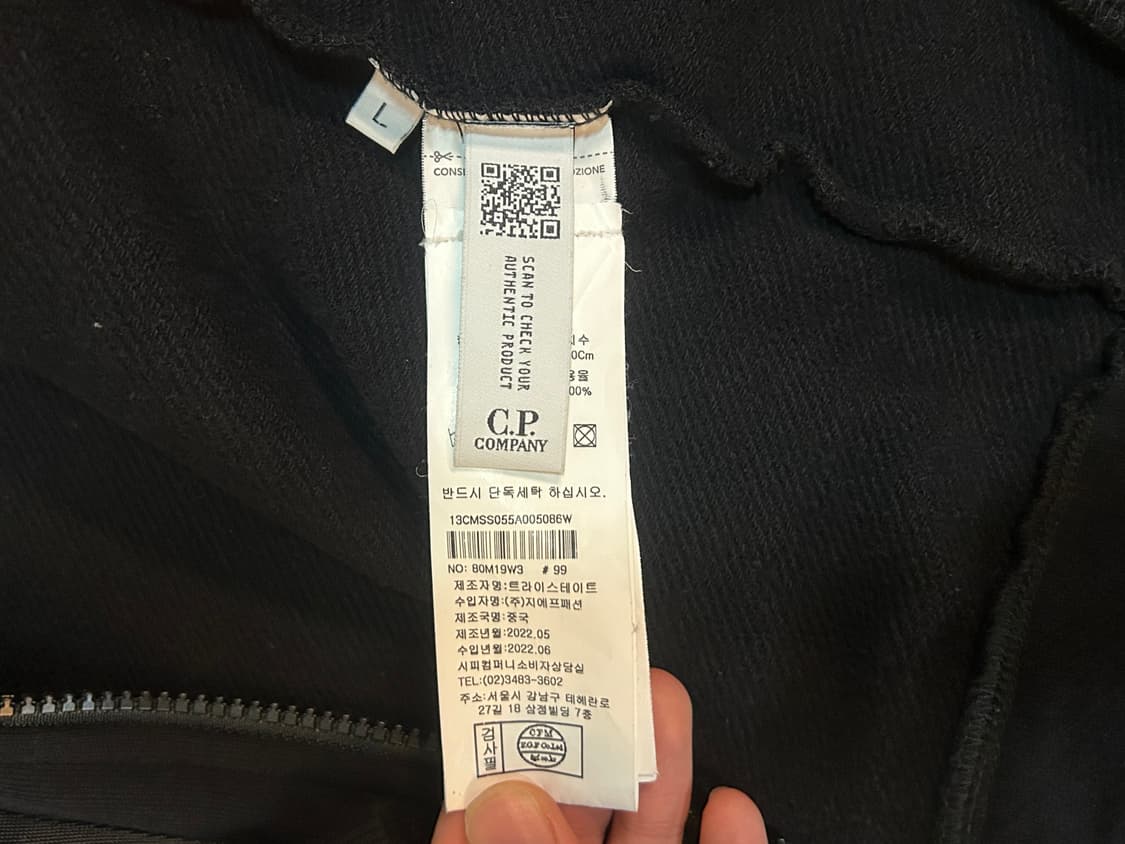 L
SCAN TO CHECK YOUR
AUTHENTIC PRODUCT
C.P.
COMPANY
반드시 단독세탁 하십시오.
13CMSS055A005086W
NO: 80M19W3 # 99
제조자명:트라이스테이트
수입자명:(주)지에프패션
제조국명:중국
제조년월:2022.05
수입년월:2022.06
시피컴퍼니소비자상담실
TEL:(02)3483-3602
주소:서울시 강남구 테헤란로
27길 18 삼정빌딩 7층
검사필